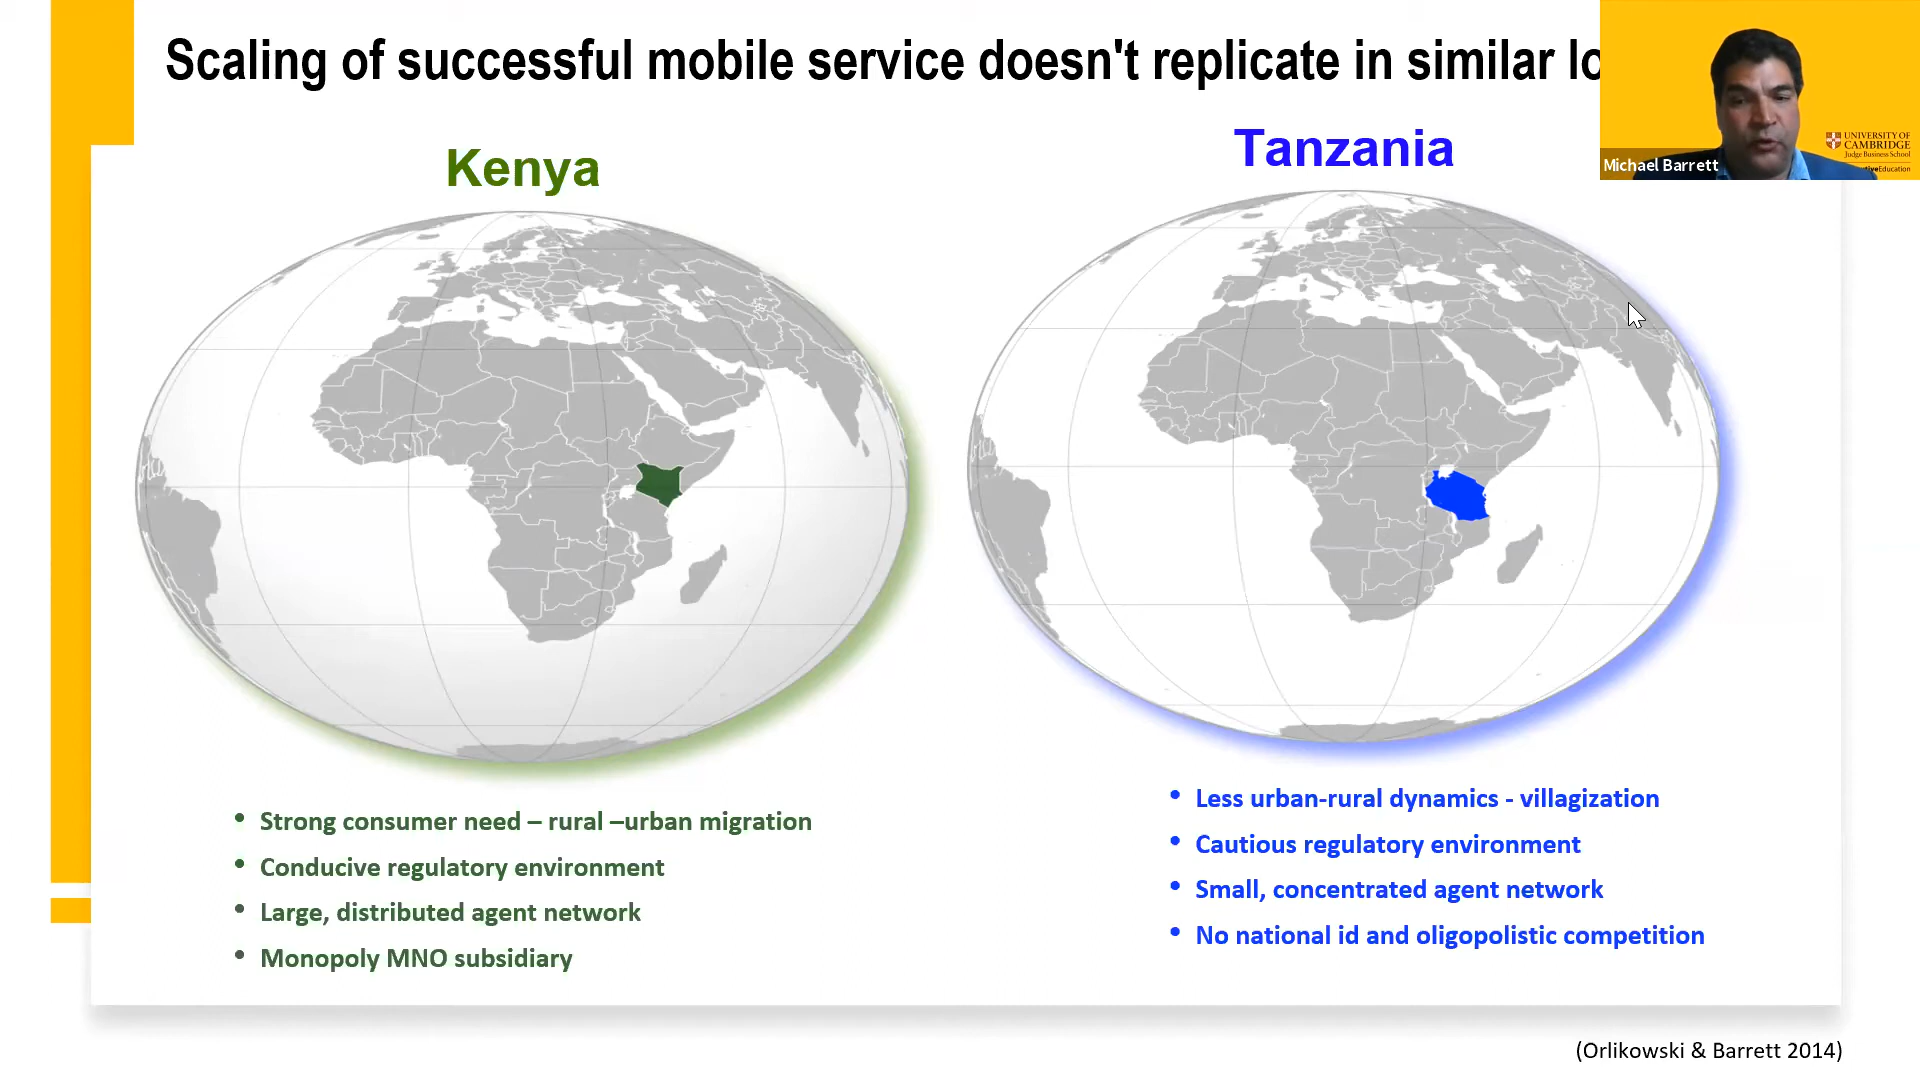 Scaling of successful mobile service doesn't replicate in similar
UNIVERSITY OF
CAMBRIDGE
Judge Business School
Education
Michael Barrett
Kenya
Tanzania
• Strong consumer need – rural –urban migration
• Conducive regulatory environment
• Large, distributed agent network
• Monopoly MNO subsidiary
• Less urban-rural dynamics - villagization
• Cautious regulatory environment
• Small, concentrated agent network
• No national id and oligopolistic competition
(Orlikowski & Barrett 2014)